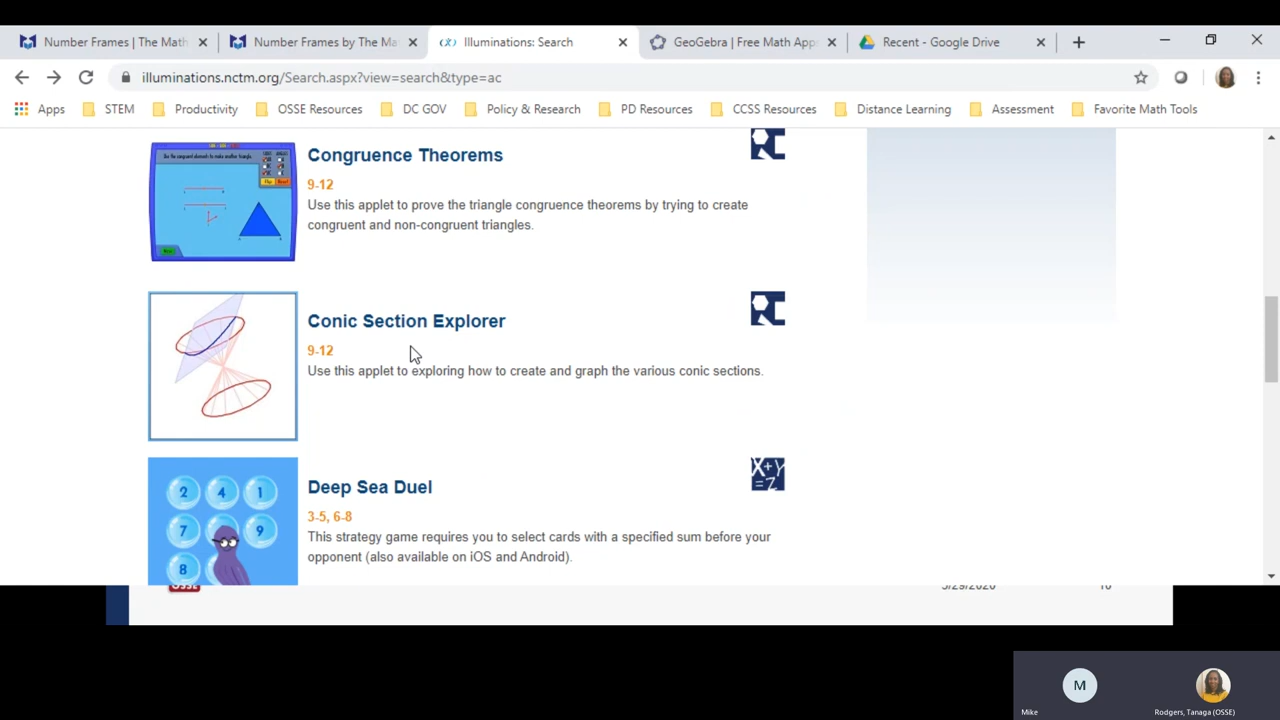 Number Frames | The Math
Number Frames by The Ma
Illuminations: Search
GeoGebra | Free Math Apps
Recent - Google Drive
illuminations.nctm.org/Search.aspx?view=search&type=ac
Apps
STEM
Productivity
OSSE Resources
DC GOV
Policy & Research
PD Resources
CCSS Resources
Distance Learning
Assessment
Favorite Math Tools
Congruence Theorems
9-12
Use this applet to prove the triangle congruence theorems by trying to create
congruent and non-congruent triangles.
Conic Section Explorer
9-12
Use this applet to exploring how to create and graph the various conic sections.
X+Y
=Z
2 4 1
7 9
8
Deep Sea Duel
3-5, 6-8
This strategy game requires you to select cards with a specified sum before your
opponent (also available on iOS and Android).
OSSE
5/29/2020
M
Mike
Rodgers, Tanaga (OSSE)